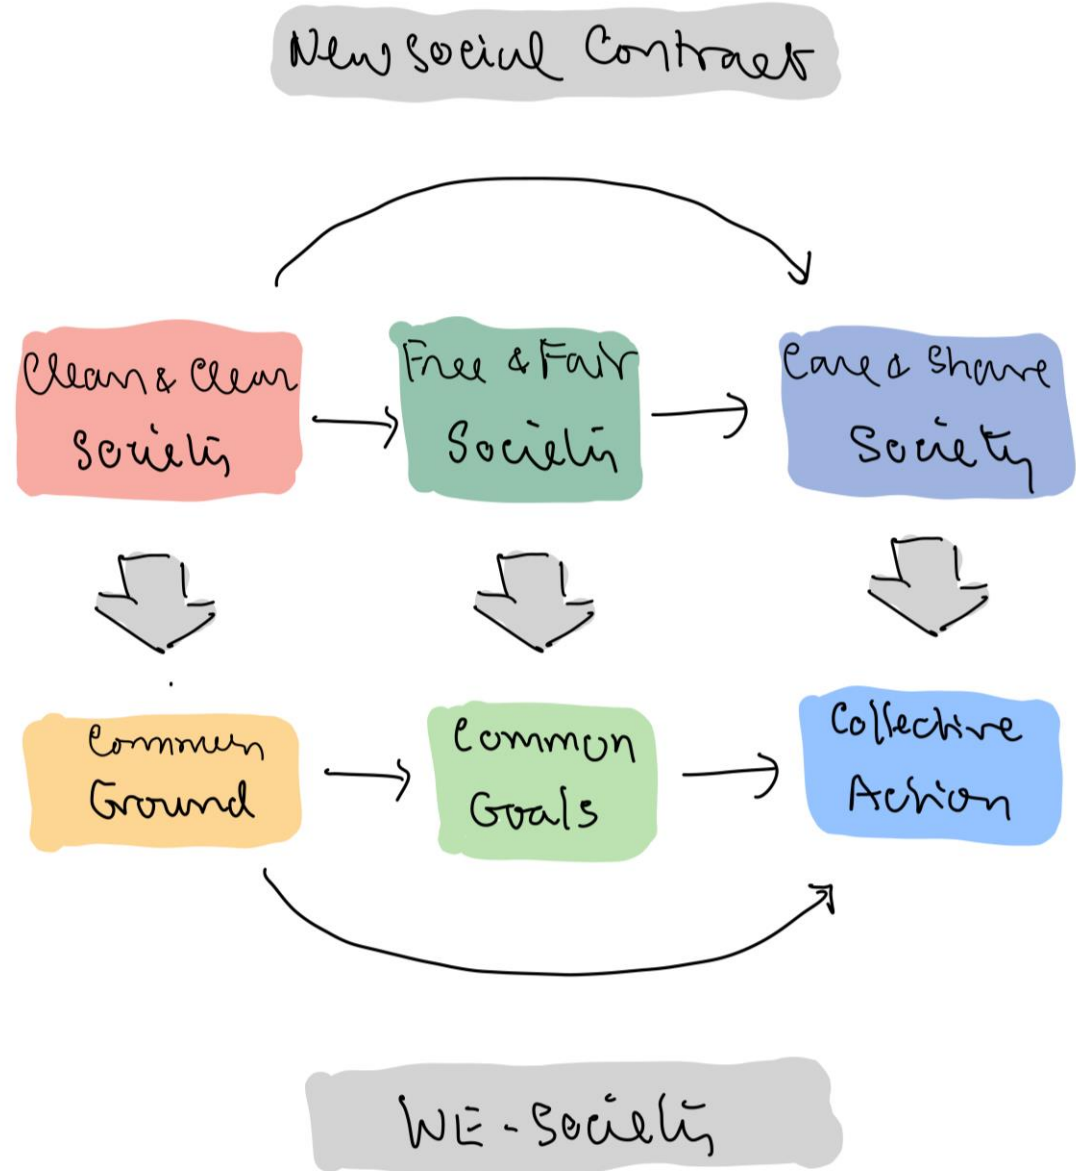 New Social Contract
Clean & Clear
Society
Free & Fair
Society
Care & Share
Society
Common
Ground
Common
Goals
Collective
Action
WE-Society